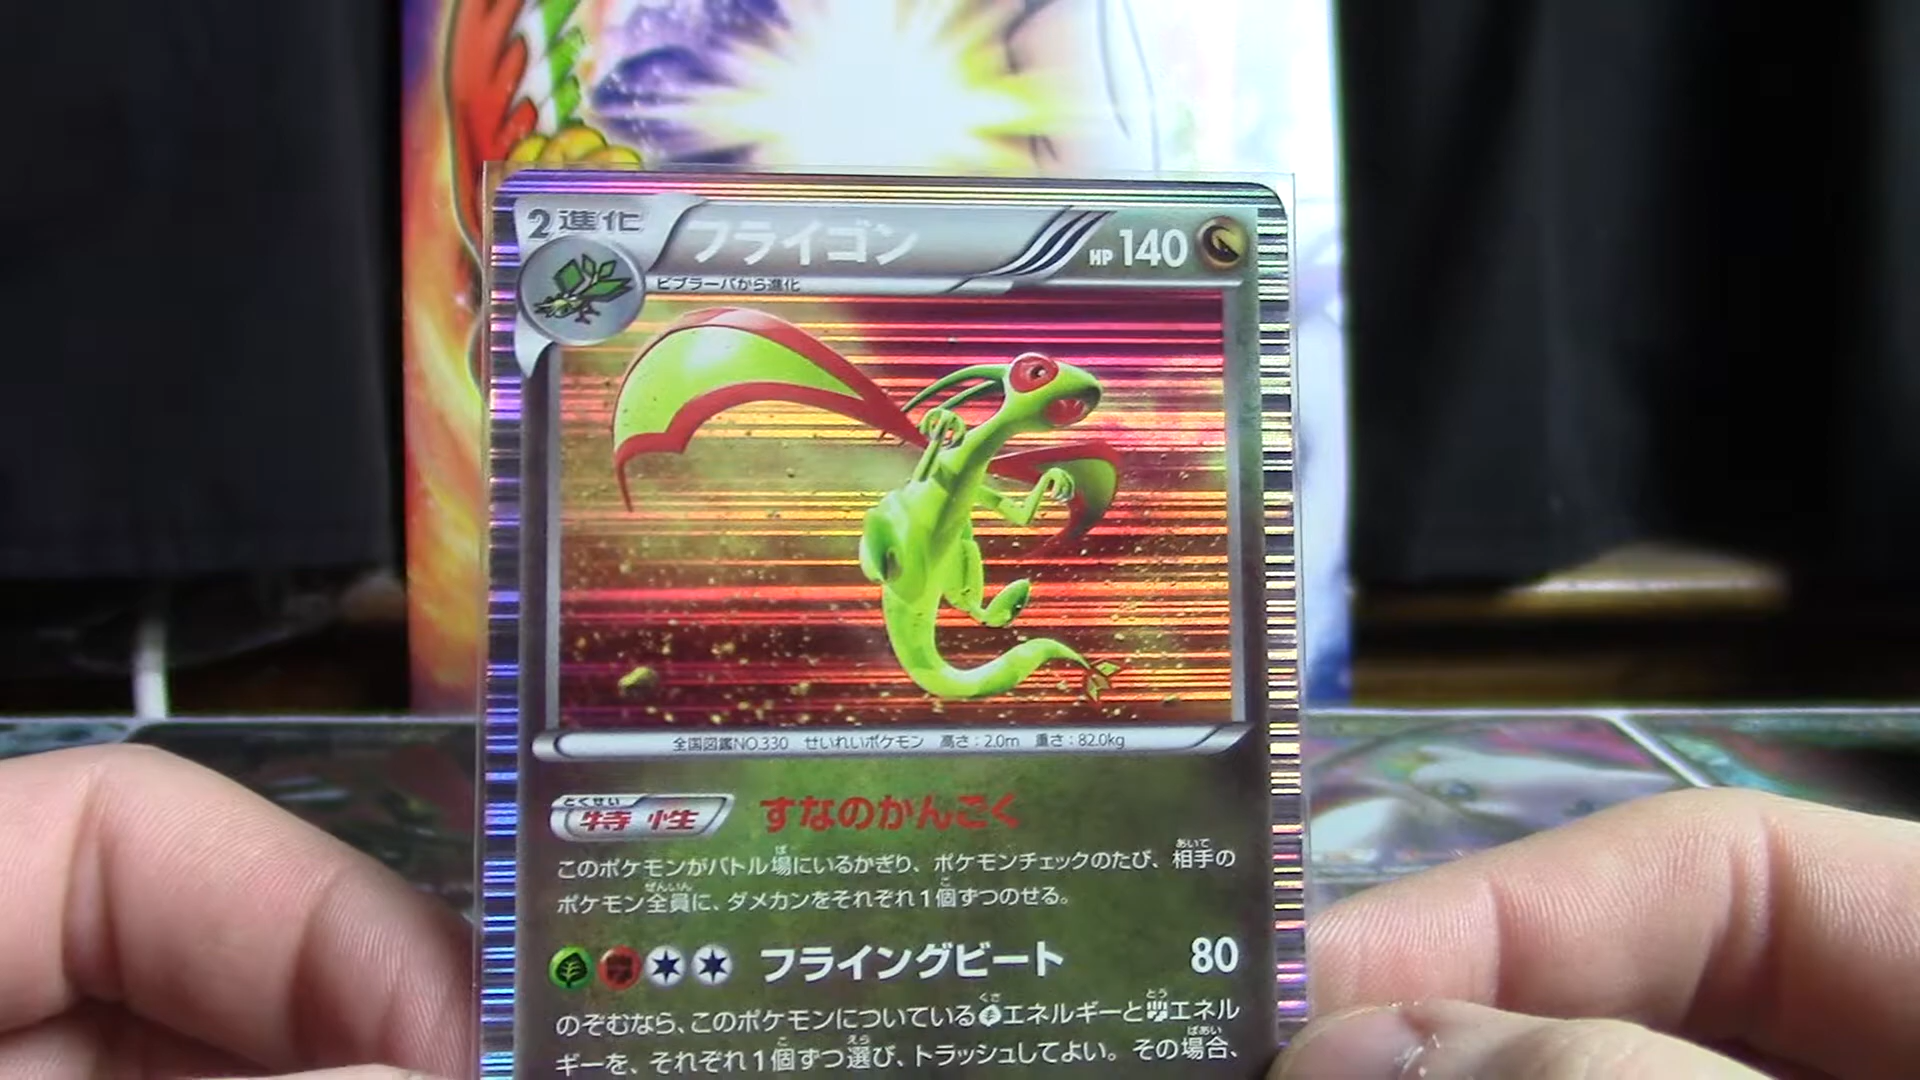 2進化
フライゴン
HP140
ビブラーバから進化
全国図鑑NO.330 せいれいポケモン 高さ：2.0m 重さ：82.0kg
とくせい
特性 すなのかんごく
このポケモンがバトル場にいるかぎり、ポケモンチェックのたび、相手の
ポケモン全員に、ダメカンをそれぞれ1個ずつのせる。
フライングビート 80
のぞむなら、このポケモンについているエネルギーとエネル
ギーを、それぞれ1個ずつ選び、トラッシュしてよい。その場合、